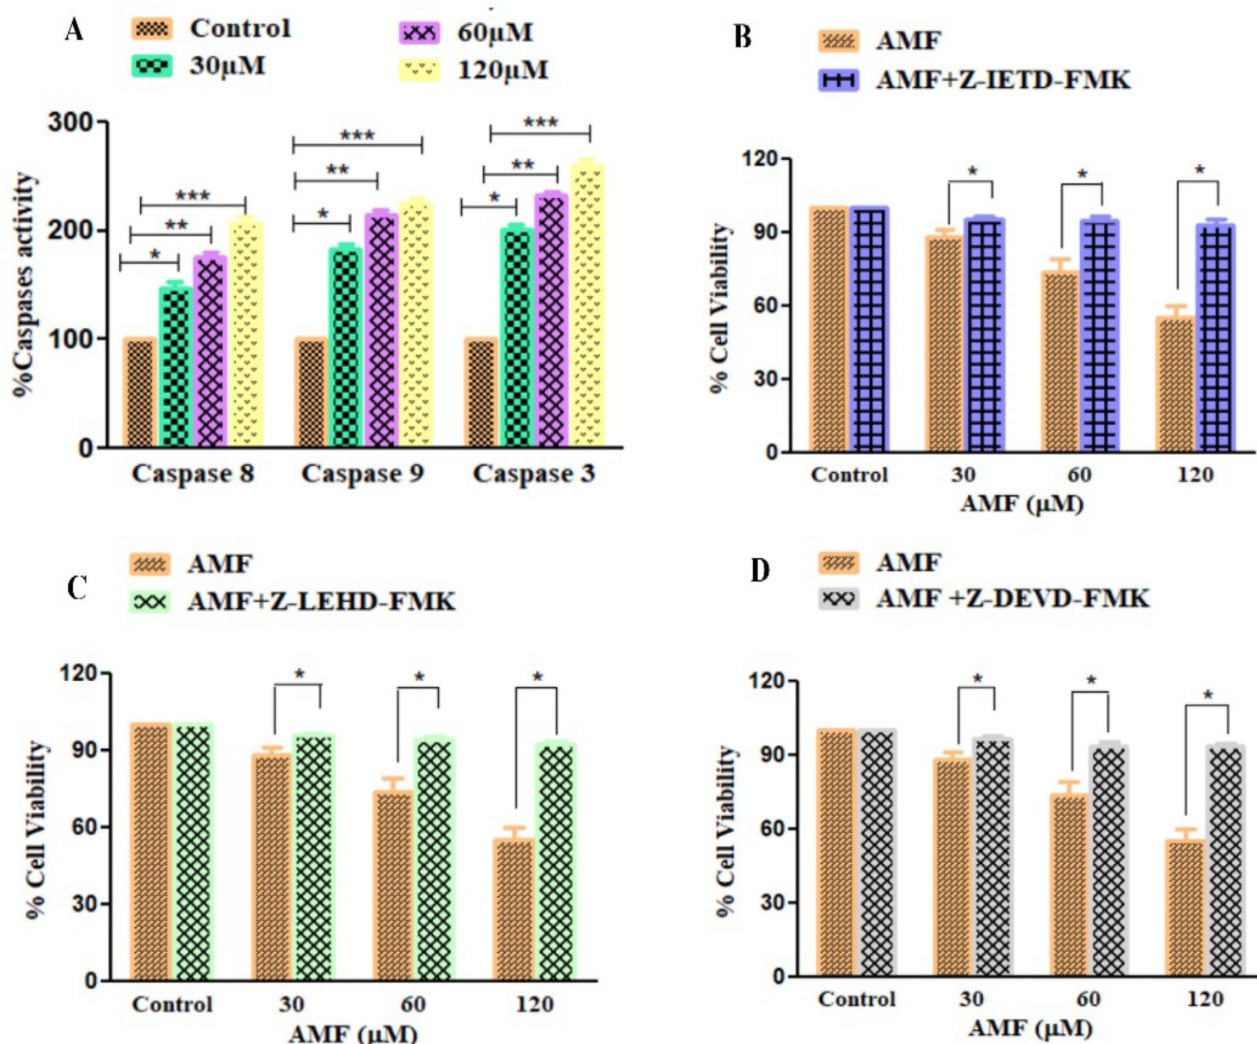 A
Control
60µM
30µM
120µM
%Caspases activity
300
200
100
0
***
**
*
***
**
*
***
**
*
Caspase 8
Caspase 9
Caspase 3
B
AMF
AMF+Z-IETD-FMK
% Cell Viability
120
90
60
30
0
*
*
*
Control
30
60
120
AMF (µM)
C
AMF
AMF+Z-LEHD-FMK
% Cell Viability
120
90
60
30
0
*
*
*
Control
30
60
120
AMF (µM)
D
AMF
AMF +Z-DEVD-FMK
% Cell Viability
120
90
60
30
0
*
*
*
Control
30
60
120
AMF (µM)